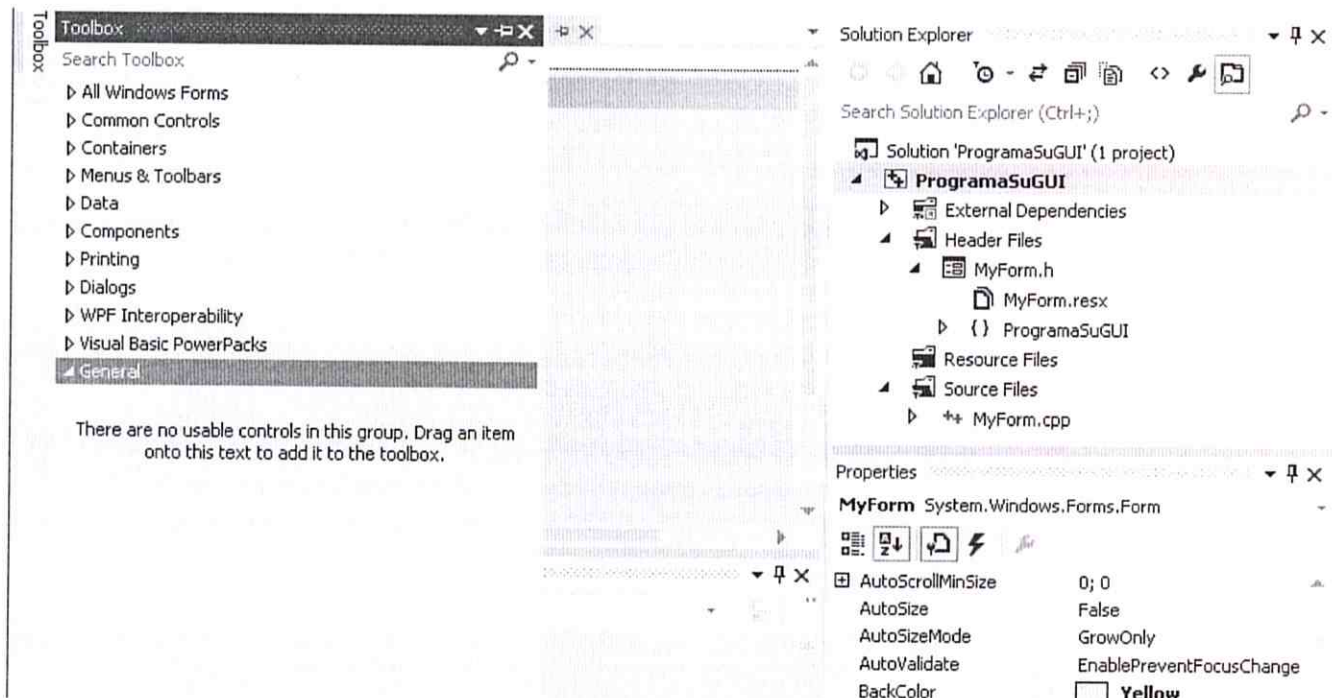 Toolbox
Toolbox
Search Toolbox
All Windows Forms
Common Controls
Containers
Menus & Toolbars
Data
Components
Printing
Dialogs
WPF Interoperability
Visual Basic PowerPacks
General
There are no usable controls in this group. Drag an item
onto this text to add it to the toolbox.
Solution Explorer
Search Solution Explorer (Ctrl+;)
Solution 'ProgramaSuGUI' (1 project)
ProgramaSuGUI
External Dependencies
Header Files
MyForm.h
MyForm.resx
{ } ProgramaSuGUI
Resource Files
Source Files
++ MyForm.cpp
Properties
MyForm System.Windows.Forms.Form
AutoScrollMinSize 0; 0
AutoSize False
AutoSizeMode GrowOnly
AutoValidate EnablePreventFocusChange
BackColor Yellow